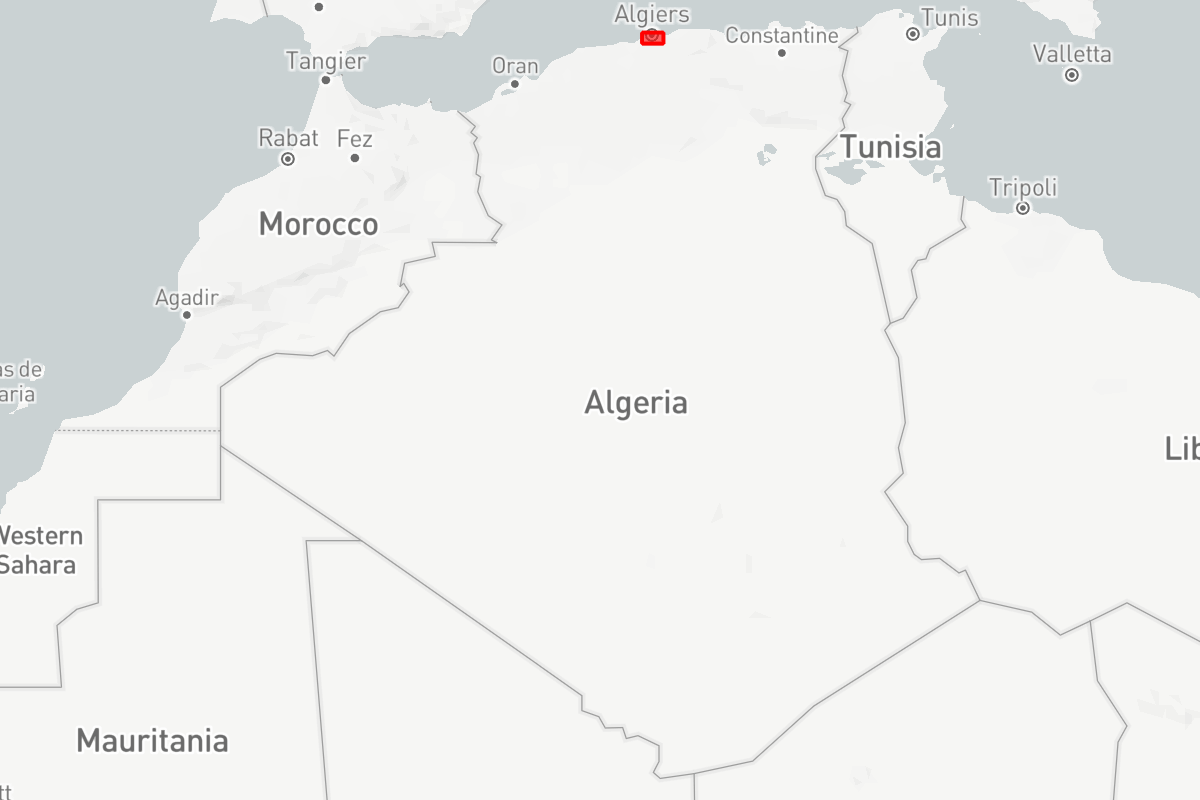 Algiers
Tunis
Constantine
Valletta
Tangier
Oran
Rabat
Fez
Tunisia
Tripoli
Morocco
Agadir
as de
aria
Algeria
Lib
Western
Sahara
Mauritania
tt